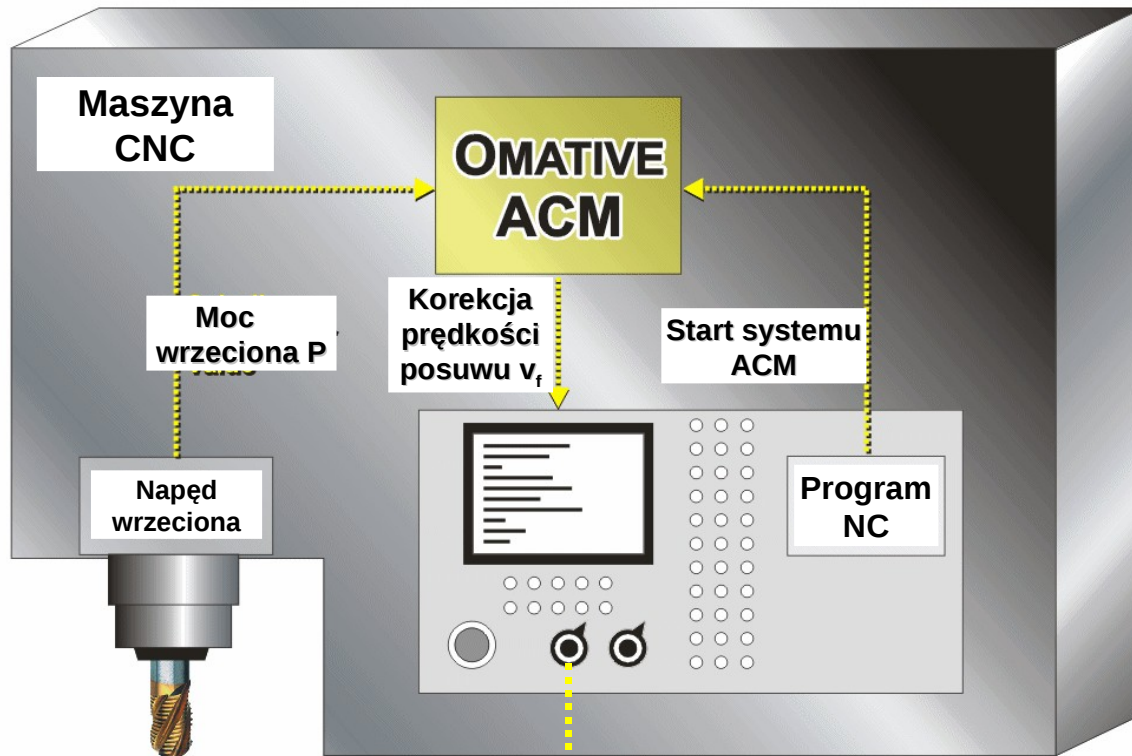 Maszyna
CNC
OMATIVE
ACM
Moc
wrzeciona P
Korekcja
prędkości
posuwu vf
Start systemu
ACM
Napęd
wrzeciona
Program
NC